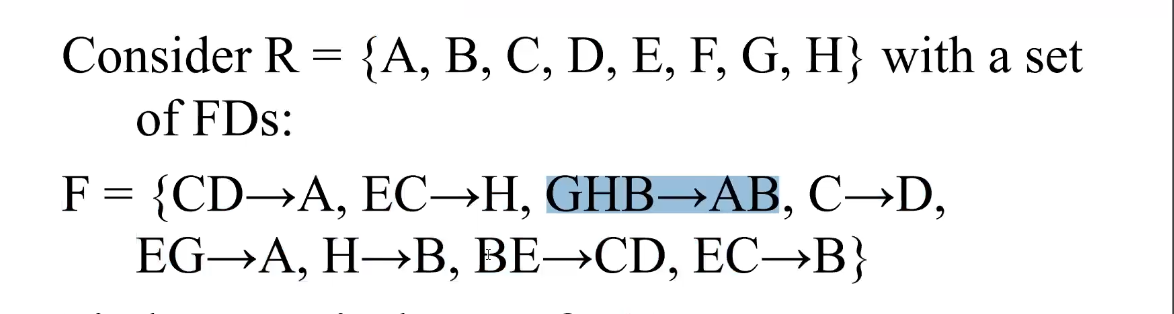 Consider R = {A, B, C, D, E, F, G, H} with a set
of FDs:
F = {CD→A, EC→H, GHB→AB, C→D,
EG→A, H→B, BE→CD, EC→B}